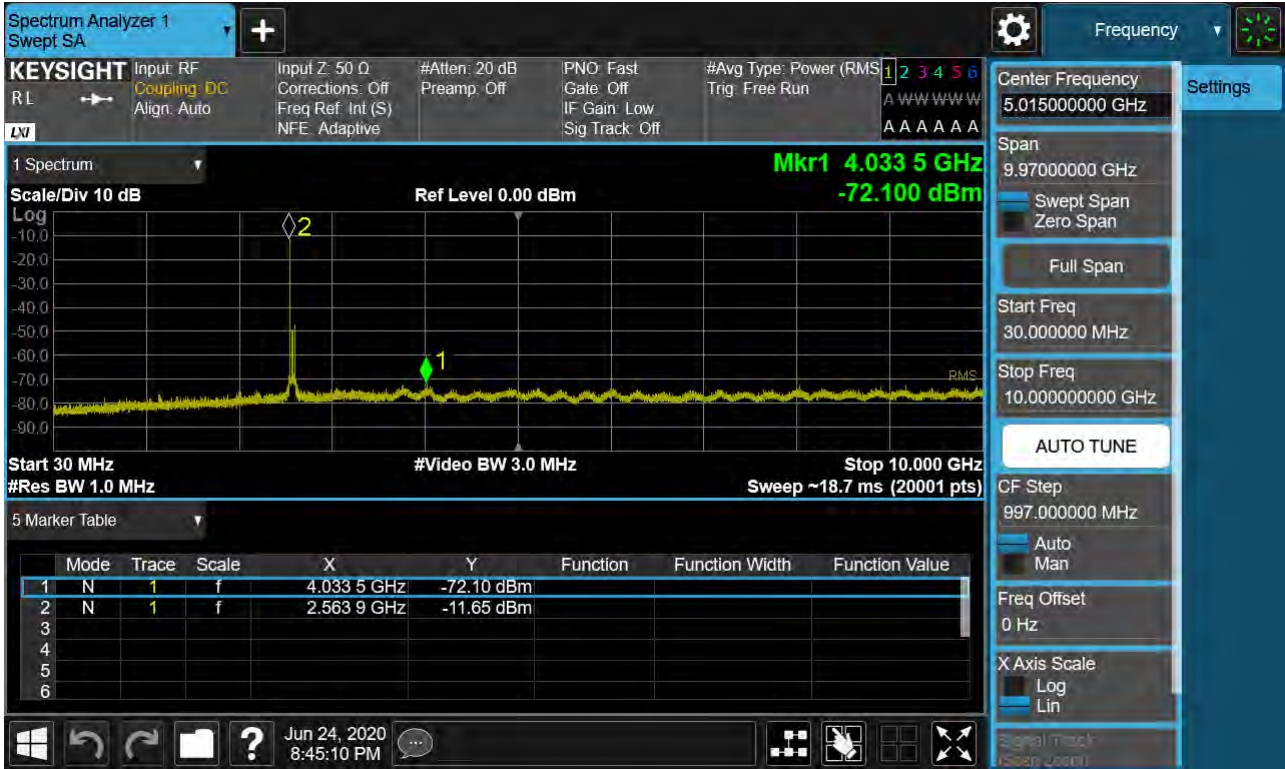 Spectrum Analyzer 1
Swept SA
+
Frequency
KEYSIGHT
RL
LXI
Input: RF
Coupling: DC
Align: Auto
Input Z: 50 Ω
Corrections: Off
Freq Ref: Int (S)
NFE: Adaptive
#Atten: 20 dB
Preamp: Off
PNO: Fast
Gate: Off
IF Gain: Low
Sig Track: Off
#Avg Type: Power (RMS
Trig: Free Run
1 2 3 4 5 6
A W W W W W
A A A A A A
Center Frequency
5.015000000 GHz
Settings
Span
9.97000000 GHz
Swept Span
Zero Span
Full Span
Start Freq
30.000000 MHz
Stop Freq
10.000000000 GHz
AUTO TUNE
CF Step
997.000000 MHz
Auto
Man
Freq Offset
0 Hz
X Axis Scale
Log
Lin
Signal Track
(Span Zoom)
1 Spectrum
Mkr1 4.033 5 GHz
-72.100 dBm
Scale/Div 10 dB
Ref Level 0.00 dBm
Log
-10.0
-20.0
-30.0
-40.0
-50.0
-60.0
-70.0
-80.0
-90.0
2
1
RMS
Start 30 MHz
#Video BW 3.0 MHz
Stop 10.000 GHz
#Res BW 1.0 MHz
Sweep ~18.7 ms (20001 pts)
5 Marker Table
Mode Trace Scale X Y Function Function Width Function Value
1 N 1 f 4.033 5 GHz -72.10 dBm
2 N 1 f 2.563 9 GHz -11.65 dBm
3
4
5
6
?
Jun 24, 2020
8:45:10 PM